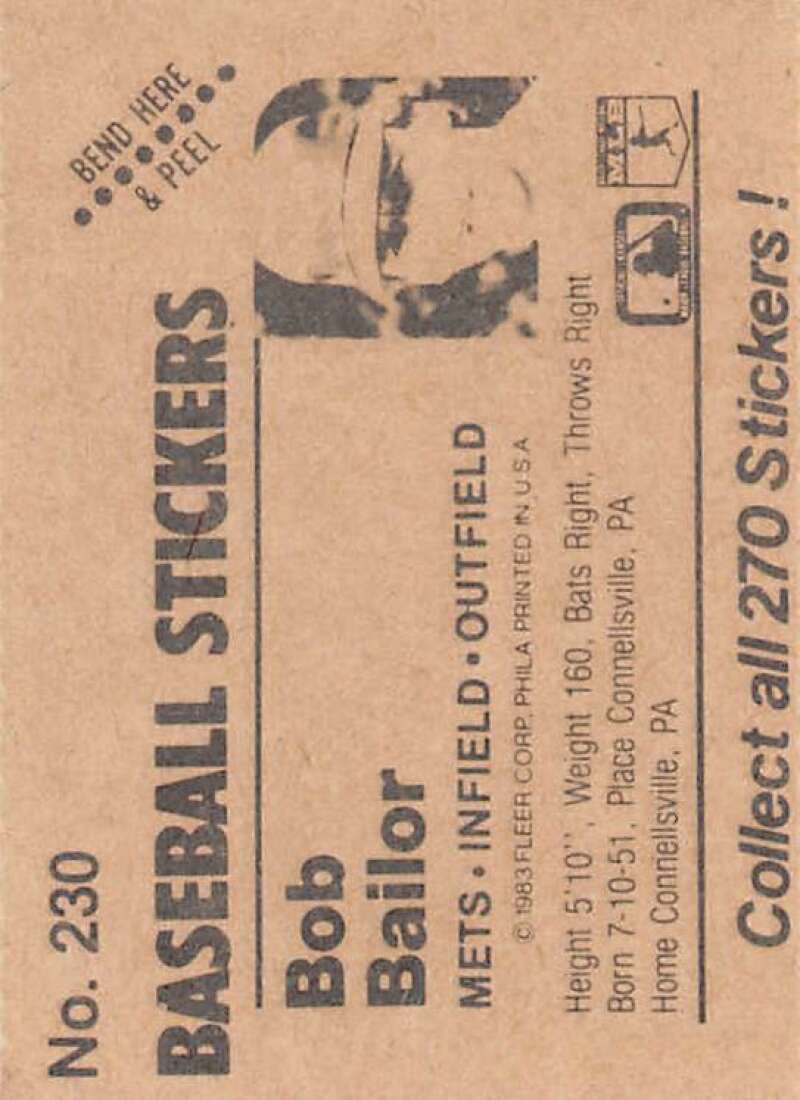 No. 230
BEND HERE
& PEEL
BASEBALL STICKERS
Bob
Bailor
METS • INFIELD • OUTFIELD
© 1983 FLEER CORP. PHILA PRINTED IN U.S.A
Height 5'10'', Weight 160, Bats Right, Throws Right
Born 7-10-51, Place Connellsville, PA
Home Connellsville, PA
Collect all 270 Stickers!